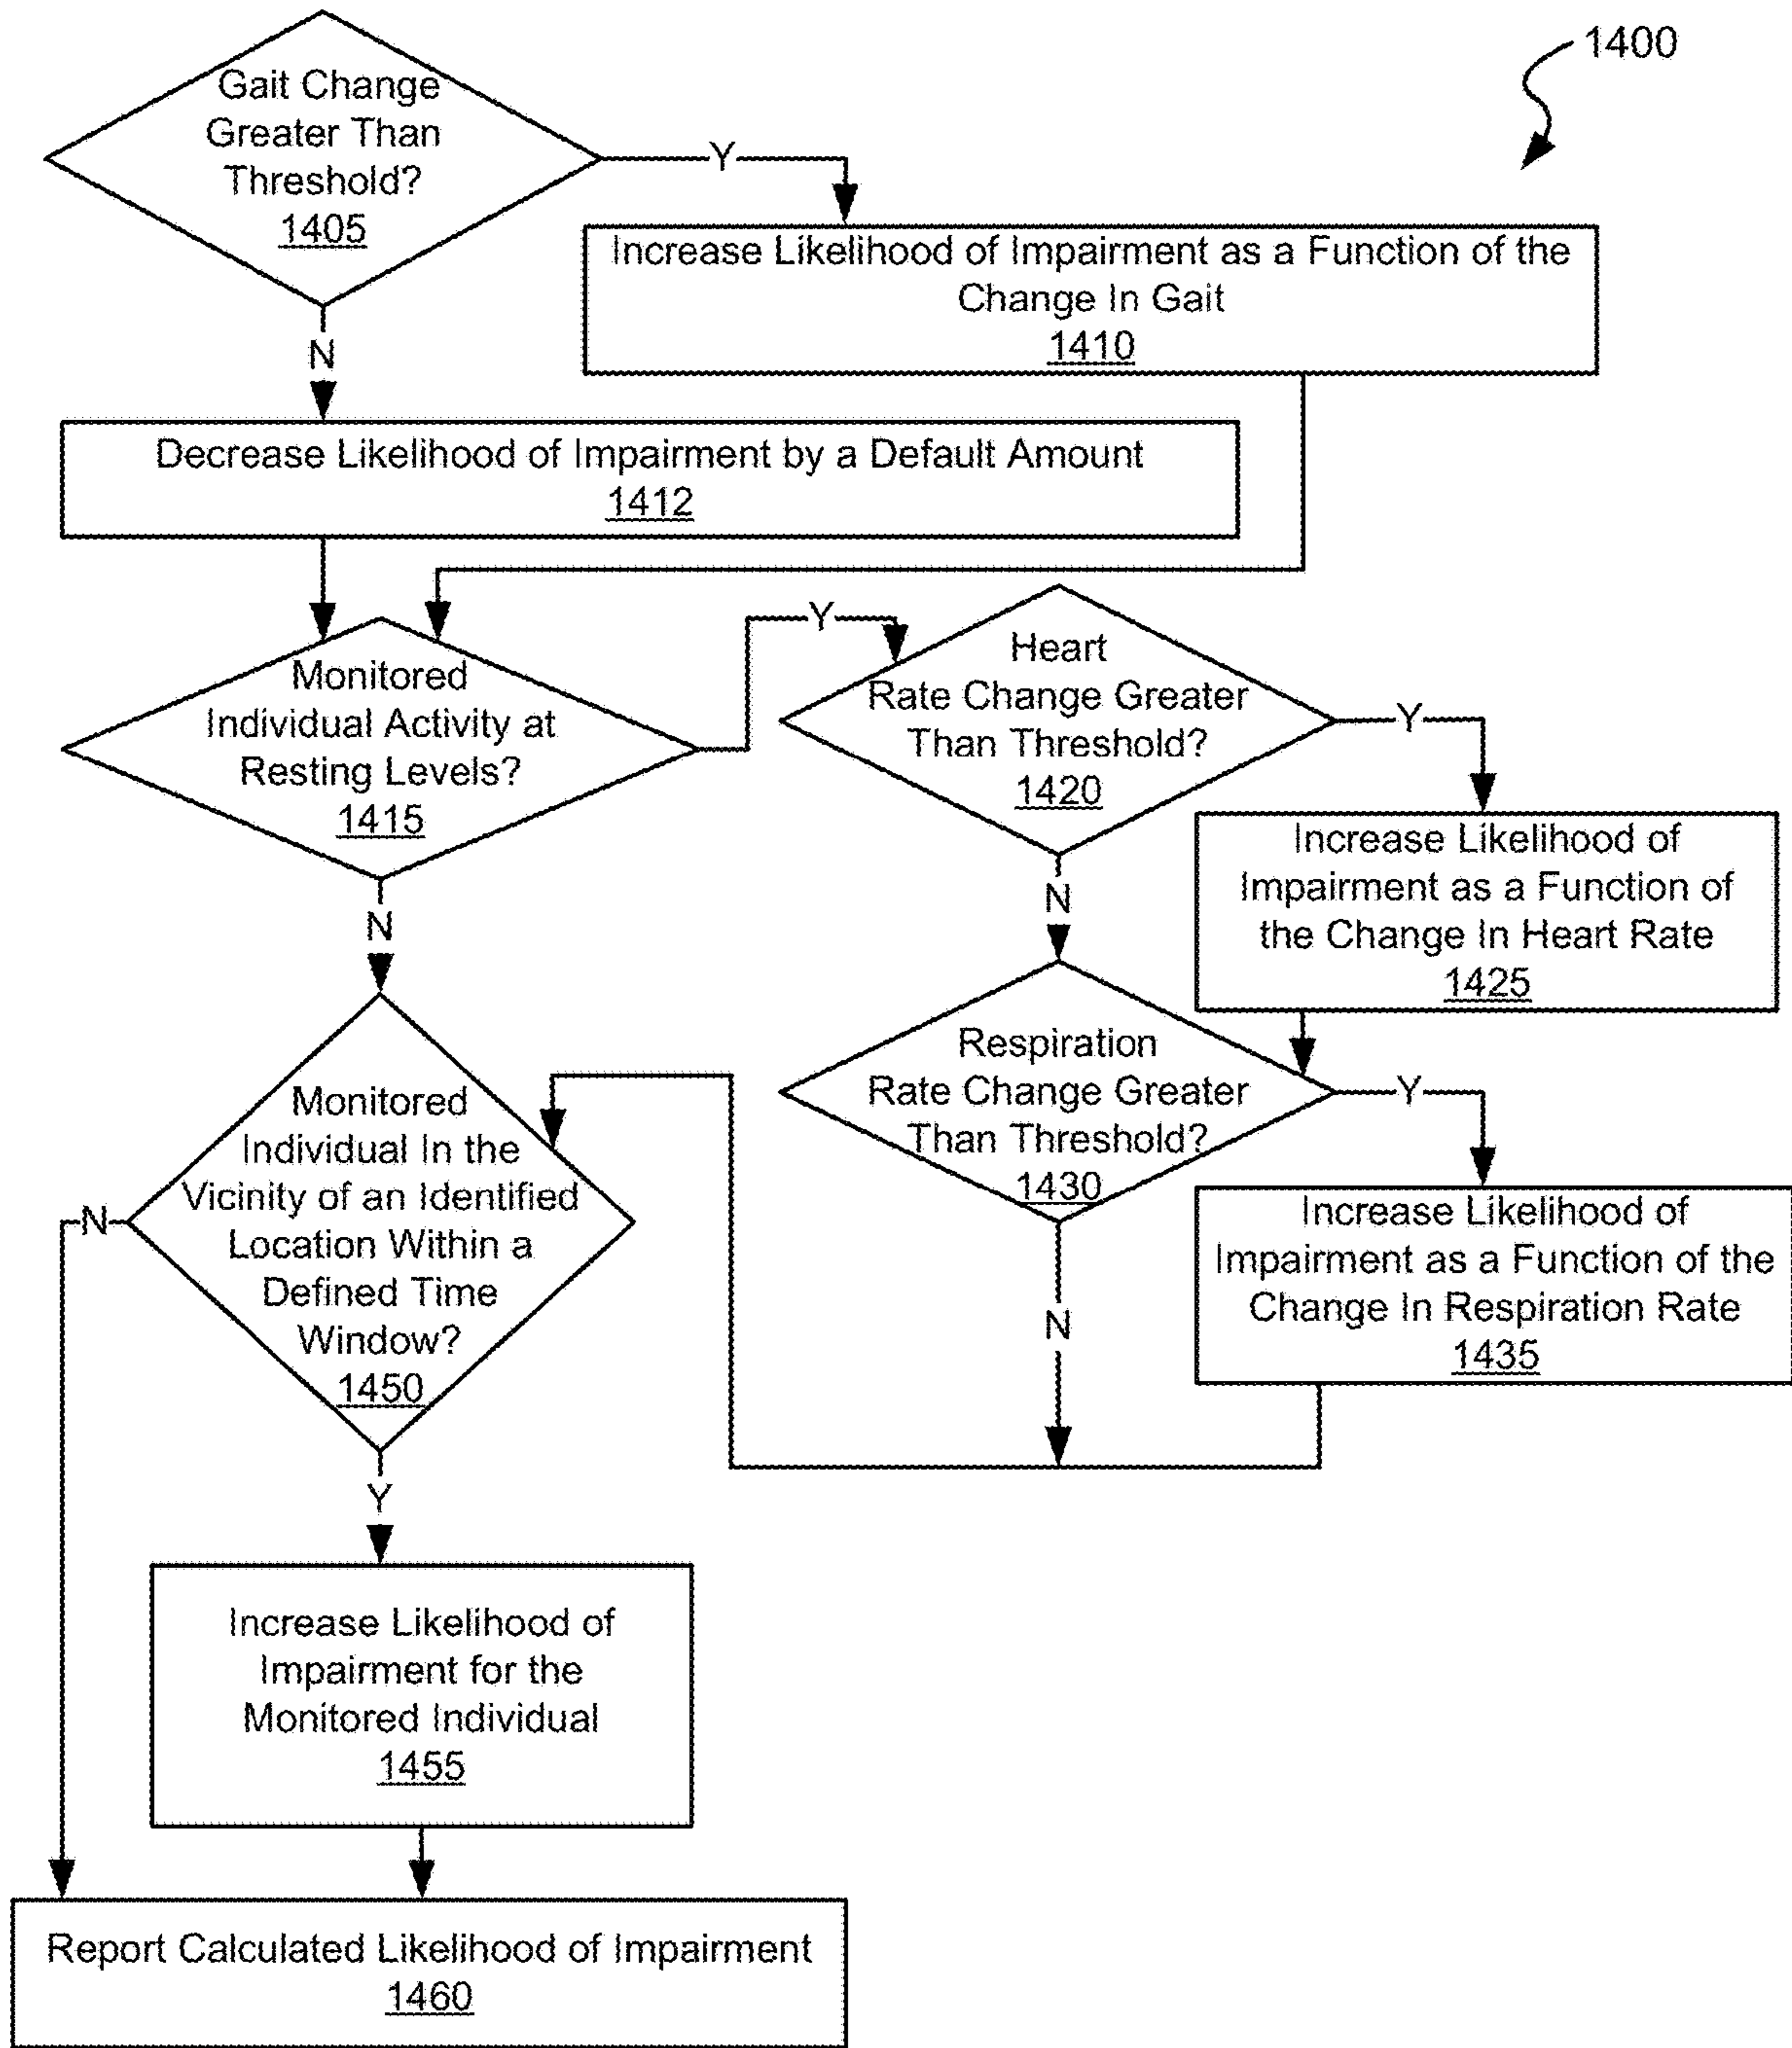 1400
Gait Change
Greater Than
Threshold?
1405
Y
N
Increase Likelihood of Impairment as a Function of the
Change In Gait
1410
Decrease Likelihood of Impairment by a Default Amount
1412
Monitored
Individual Activity at
Resting Levels?
1415
Y
N
Heart
Rate Change Greater
Than Threshold?
1420
Y
N
Increase Likelihood of
Impairment as a Function of
the Change In Heart Rate
1425
Respiration
Rate Change Greater
Than Threshold?
1430
Y
N
Increase Likelihood of
Impairment as a Function of the
Change In Respiration Rate
1435
Monitored
Individual In the
Vicinity of an Identified
Location Within a
Defined Time
Window?
1450
N
Y
Increase Likelihood of
Impairment for the
Monitored Individual
1455
Report Calculated Likelihood of Impairment
1460